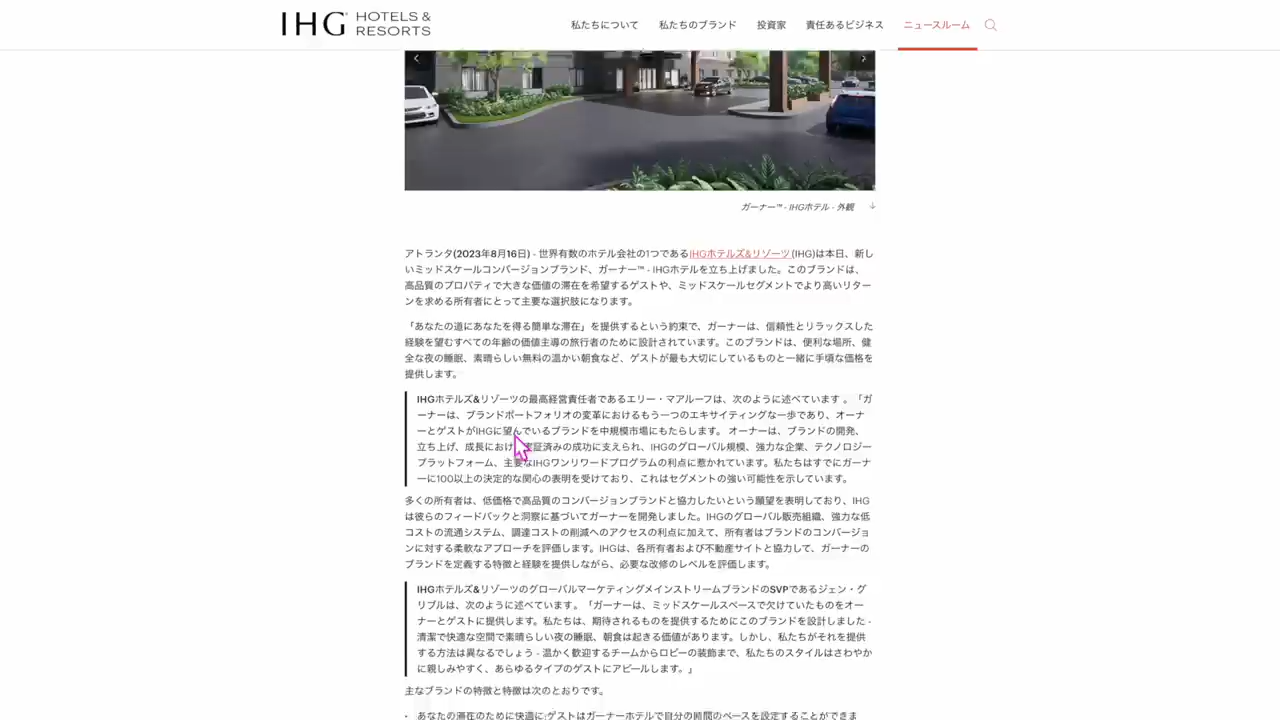 IHG HOTELS & RESORTS
私たちについて 私たちのブランド 投資家 責任あるビジネス ニュースルーム
ガーナー™ - IHGホテル - 外観
アトランタ(2023年8月16日) - 世界有数のホテル会社の1つであるIHGホテルズ&リゾーツ (IHG)は本日、新し
いミッドスケールコンバージョンブランド、ガーナー™ - IHGホテルを立ち上げました。このブランドは、
高品質のプロパティで大きな価値の滞在を希望するゲストや、ミッドスケールセグメントでより高いリター
ンを求める所有者にとって主要な選択肢になります。
「あなたの道にあなたを得る簡単な滞在」を提供するという約束で、ガーナーは、信頼性とリラックスした
経験を望むすべての年齢の価値主導の旅行者のために設計されています。このブランドは、便利な場所、健
全な夜の睡眠、素晴らしい無料の温かい朝食など、ゲストが最も大切にしているものと一緒に手頃な価格を
提供します。
IHGホテルズ&リゾーツの最高経営責任者であるエリー・マアルーフは、次のように述べています 。「ガ
ーナーは、ブランドポートフォリオの変革におけるもう一つのエキサイティングな一歩であり、オーナ
ーとゲストがIHGに望んでいるブランドを中規模市場にもたらします。 オーナーは、ブランドの開発、
立ち上げ、成長における実証済みの成功に支えられ、IHGのグローバル規模、強力な企業、テクノロジー
プラットフォーム、主要なIHGワンリワードプログラムの利点に惹かれています。私たちはすでにガーナ
ーに100以上の決定的な関心の表明を受けており、これはセグメントの強い可能性を示しています。
多くの所有者は、低価格で高品質のコンバージョンブランドと協力したいという願望を表明しており、IHG
は彼らのフィードバックと洞察に基づいてガーナーを開発しました。IHGのグローバル販売組織、強力な低
コストの流通システム、調達コストの削減へのアクセスの利点に加えて、所有者はブランドのコンバージョ
ンに対する柔軟なアプローチを評価します。IHGは、各所有者および不動産サイトと協力して、ガーナーの
ブランドを定義する特徴と経験を提供しながら、必要な改修のレベルを評価します。
IHGホテルズ&リゾーツのグローバルマーケティングメインストリームブランドのSVPであるジェン・グ
リブルは、次のように述べています。「ガーナーは、ミッドスケールスペースで欠けていたものをオー
ナーとゲストに提供します。私たちは、期待されるものを提供するためにこのブランドを設計しました -
清潔で快適な空間で素晴らしい夜の睡眠、朝食は起きる価値があります。しかし、私たちがそれを提供
する方法は異なるでしょう - 温かく歓迎するチームからロビーの装飾まで、私たちのスタイルはさわやか
に親しみやすく、あらゆるタイプのゲストにアピールします。」
主なブランドの特徴と特徴は次のとおりです。
• あなたの滞在のために快適に:ゲストはガーナーホテルで自分の時間のペースを設定することができま